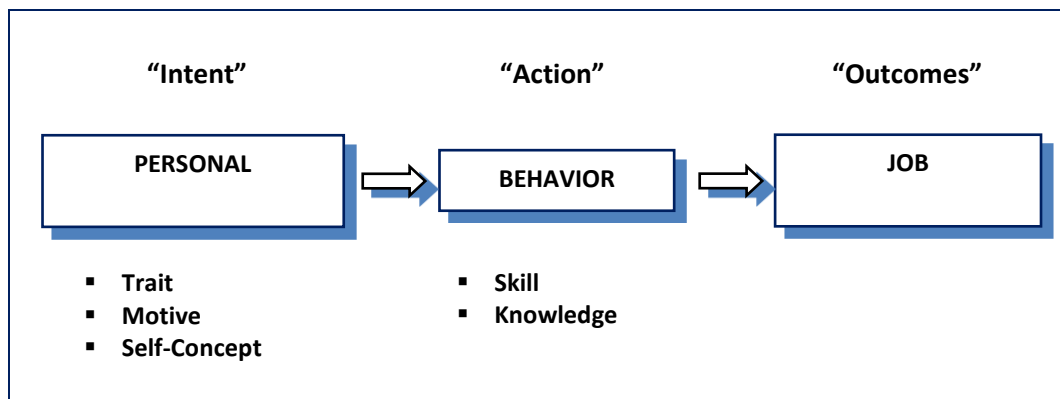 “Intent” “Action” “Outcomes”
PERSONAL BEHAVIOR JOB
▪ Trait
▪ Motive
▪ Self-Concept
▪ Skill
▪ Knowledge